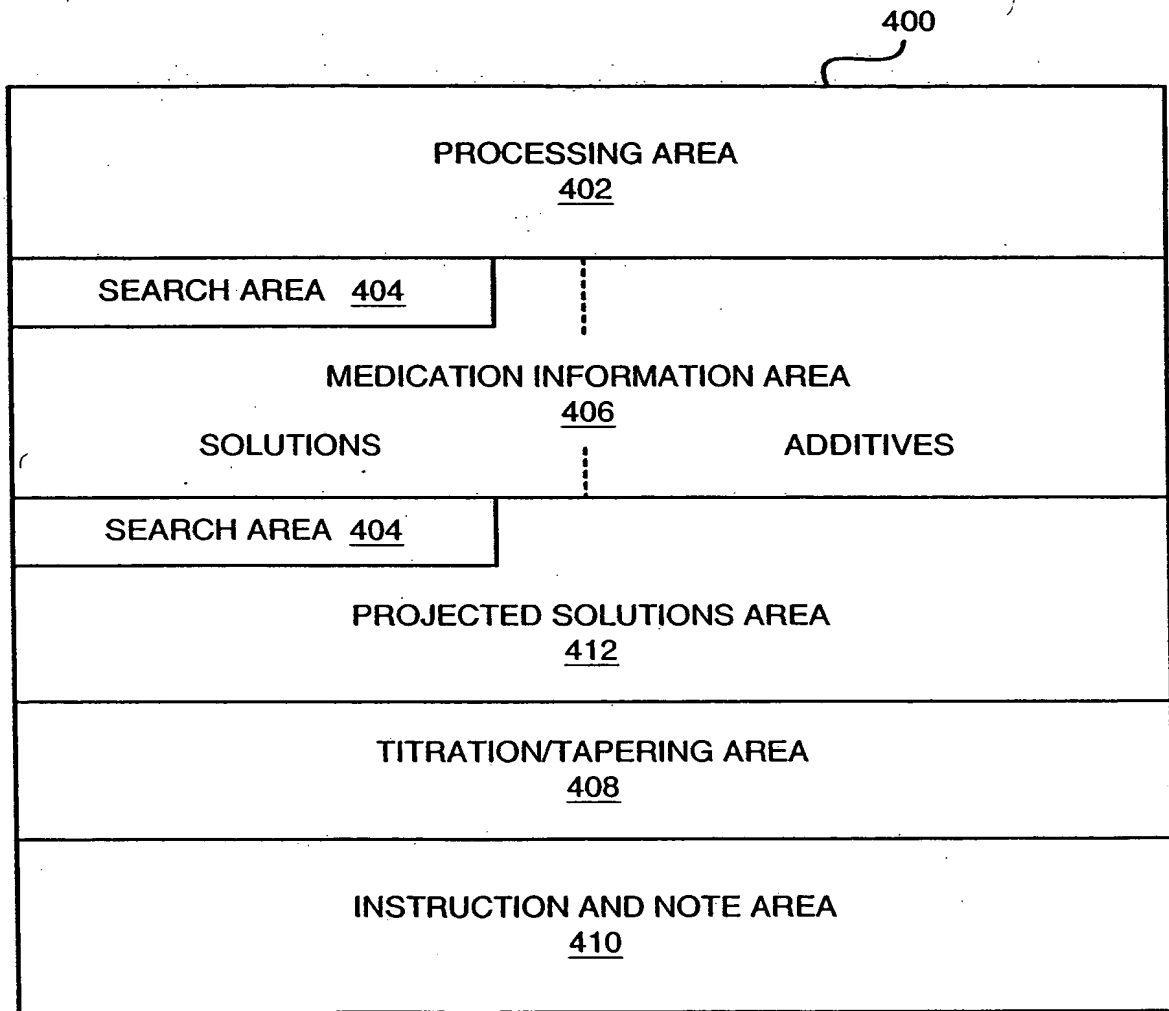 400
PROCESSING AREA
402
SEARCH AREA 404
MEDICATION INFORMATION AREA
406
SOLUTIONS ADDITIVES
SEARCH AREA 404
PROJECTED SOLUTIONS AREA
412
TITRATION/TAPERING AREA
408
INSTRUCTION AND NOTE AREA
410